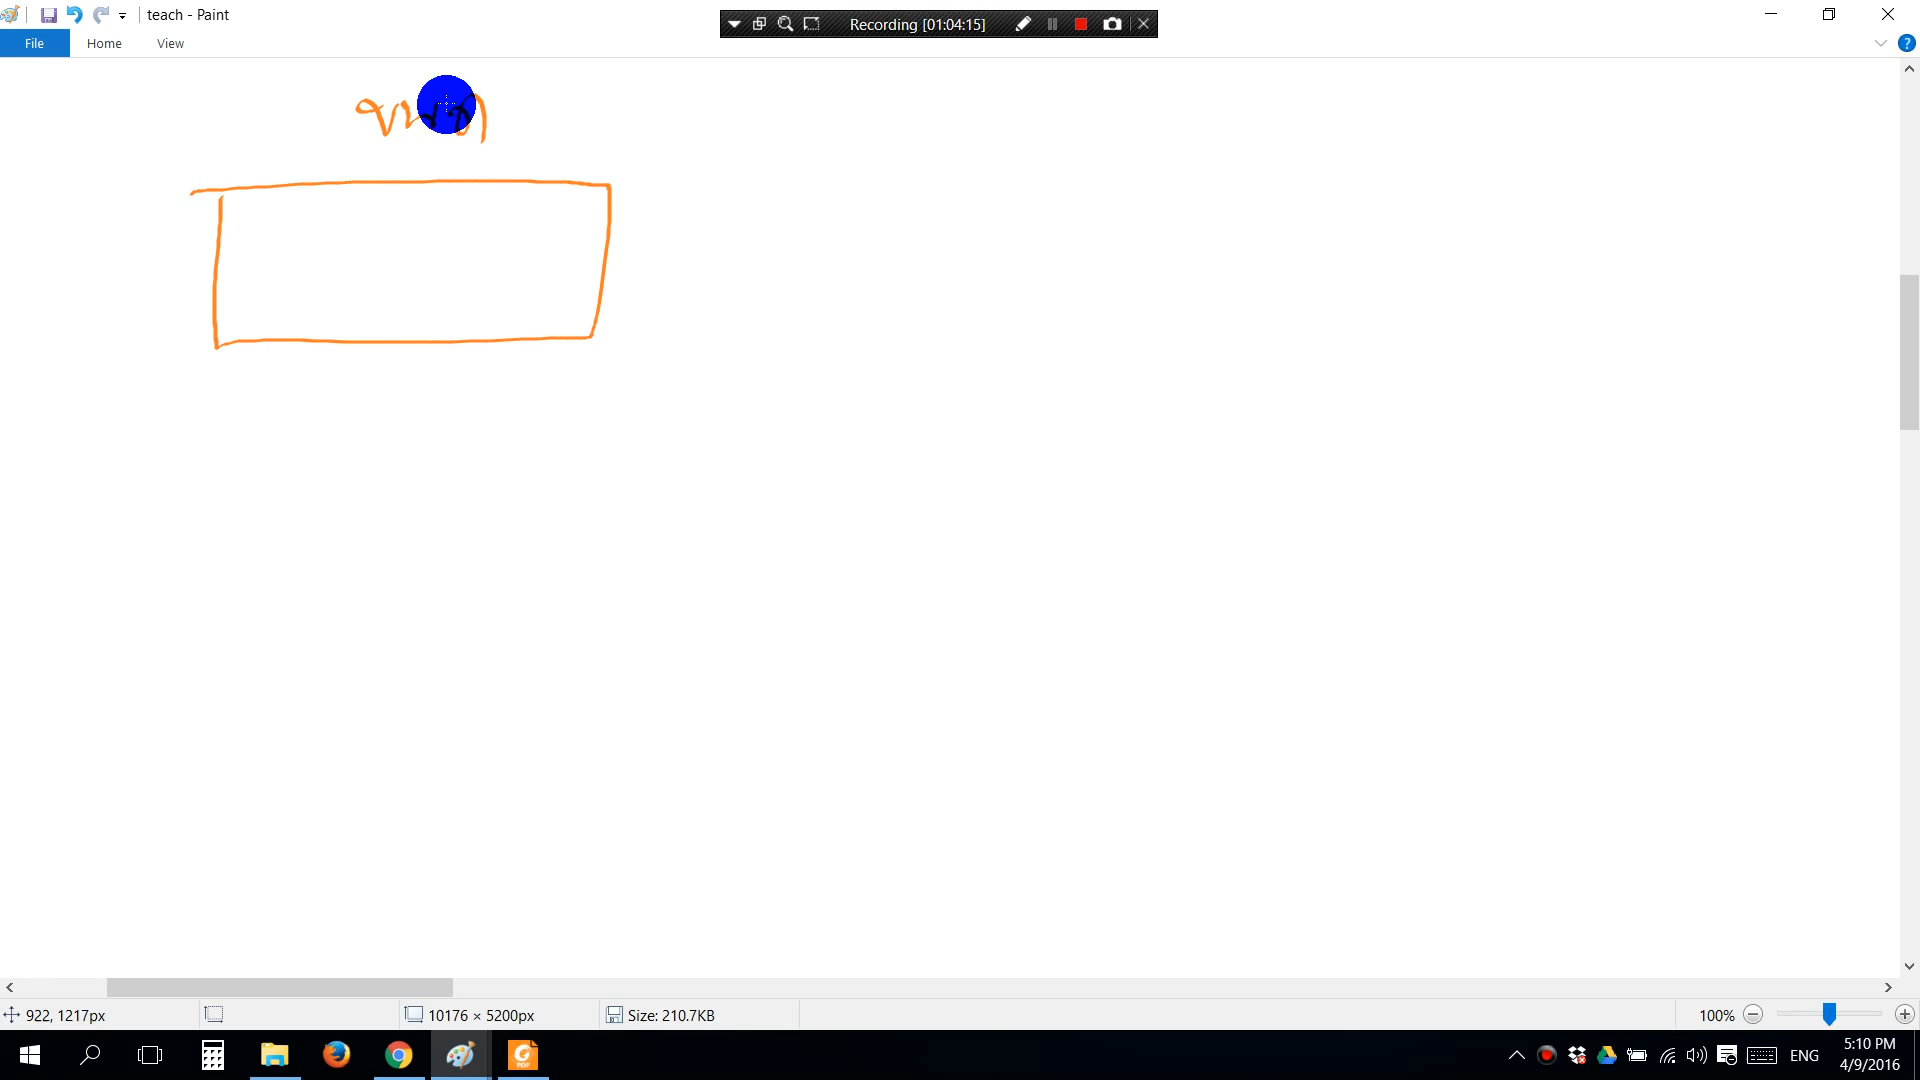 teach - Paint
Recording [01:04:15]
File Home View
922, 1217px
10176 × 5200px
Size: 210.7KB
100%
PDF
ENG
5:10 PM
4/9/2016